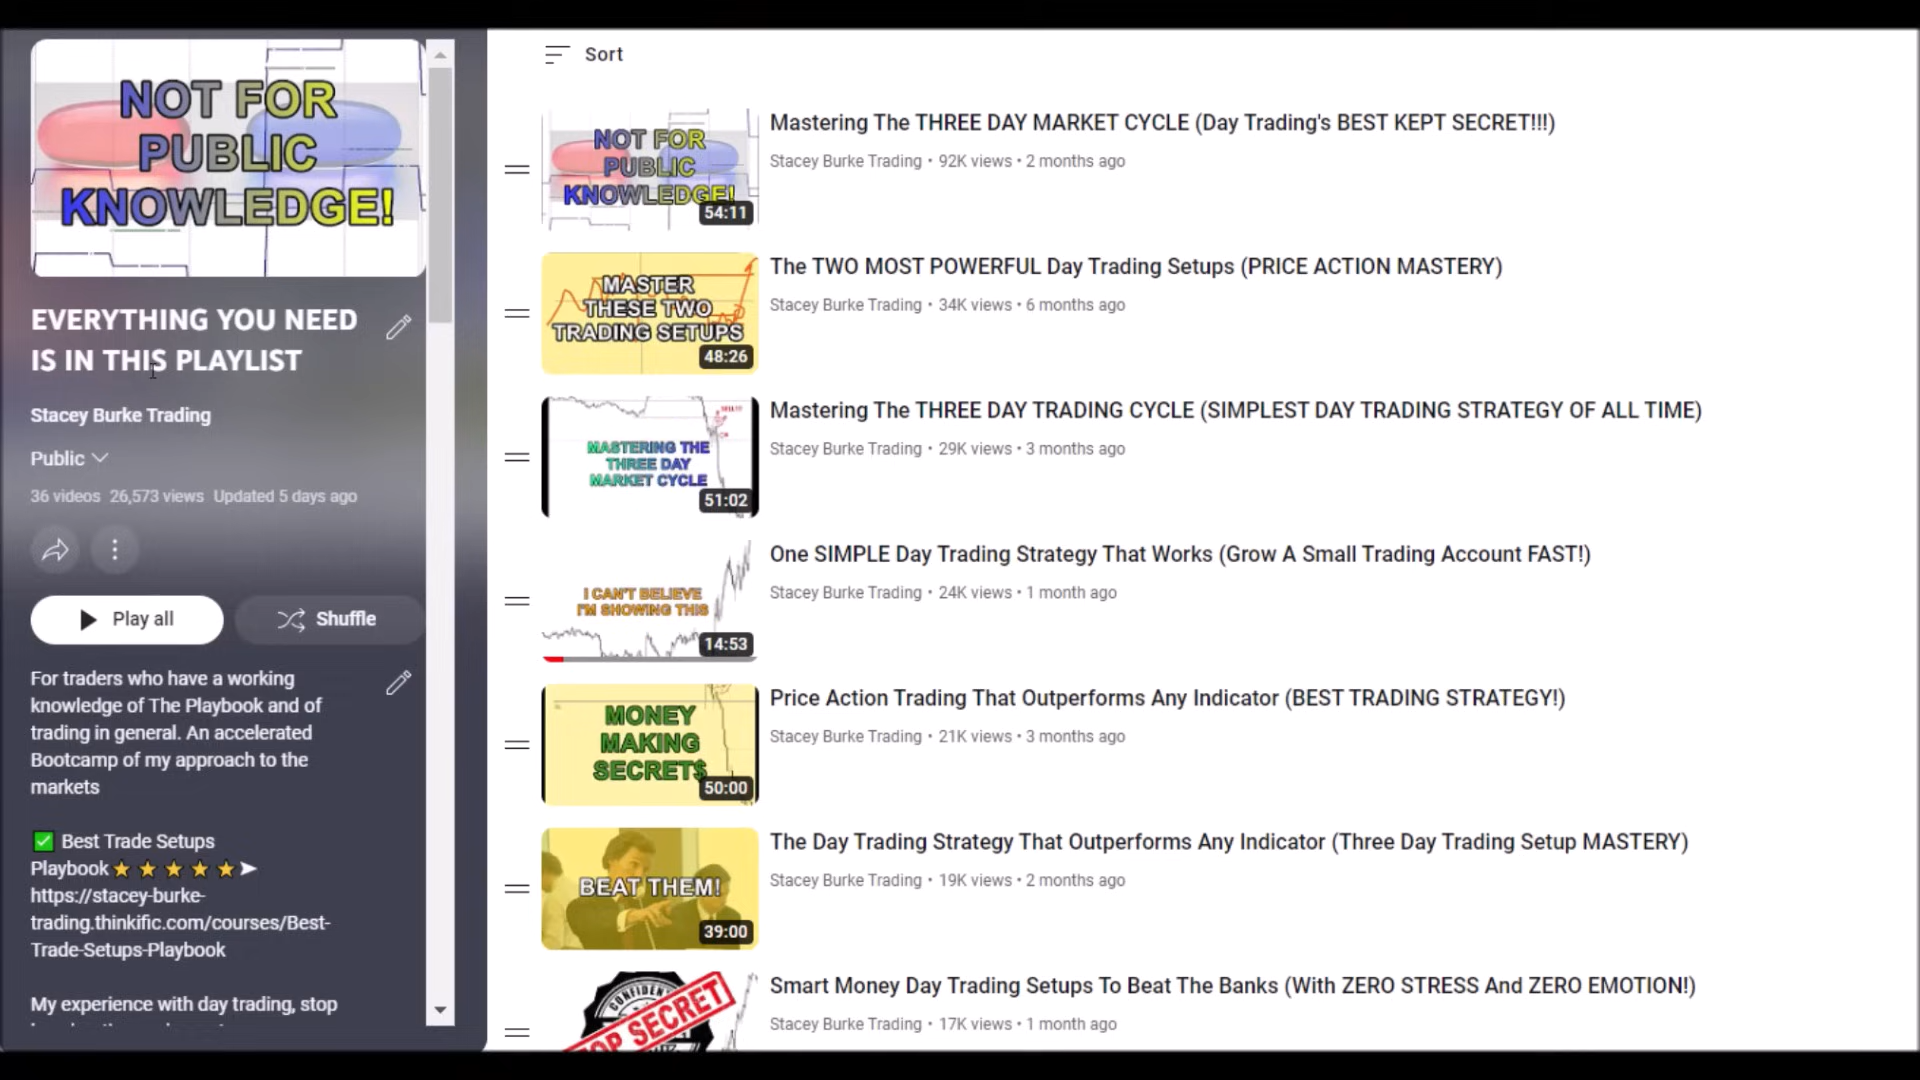 NOT FOR
PUBLIC
KNOWLEDGE!
EVERYTHING YOU NEED
IS IN THIS PLAYLIST
Stacey Burke Trading
Public
36 videos 26,573 views Updated 5 days ago
Play all
Shuffle
For traders who have a working
knowledge of The Playbook and of
trading in general. An accelerated
Bootcamp of my approach to the
markets
✅ Best Trade Setups
Playbook⭐⭐⭐⭐⭐➤
https://stacey-burke-
trading.thinkific.com/courses/Best-
Trade-Setups-Playbook
My experience with day trading, stop
Sort
NOT FOR
PUBLIC
KNOWLEDGE!
54:11
Mastering The THREE DAY MARKET CYCLE (Day Trading's BEST KEPT SECRET!!!)
Stacey Burke Trading • 92K views • 2 months ago
MASTER
THESE TWO
TRADING SETUPS
48:26
The TWO MOST POWERFUL Day Trading Setups (PRICE ACTION MASTERY)
Stacey Burke Trading • 34K views • 6 months ago
MASTERING THE
THREE DAY
MARKET CYCLE
51:02
Mastering The THREE DAY TRADING CYCLE (SIMPLEST DAY TRADING STRATEGY OF ALL TIME)
Stacey Burke Trading • 29K views • 3 months ago
I CAN'T BELIEVE
I'M SHOWING THIS
14:53
One SIMPLE Day Trading Strategy That Works (Grow A Small Trading Account FAST!)
Stacey Burke Trading • 24K views • 1 month ago
MONEY
MAKING
SECRET$
50:00
Price Action Trading That Outperforms Any Indicator (BEST TRADING STRATEGY!)
Stacey Burke Trading • 21K views • 3 months ago
BEAT THEM!
39:00
The Day Trading Strategy That Outperforms Any Indicator (Three Day Trading Setup MASTERY)
Stacey Burke Trading • 19K views • 2 months ago
TOP SECRET
Smart Money Day Trading Setups To Beat The Banks (With ZERO STRESS And ZERO EMOTION!)
Stacey Burke Trading • 17K views • 1 month ago